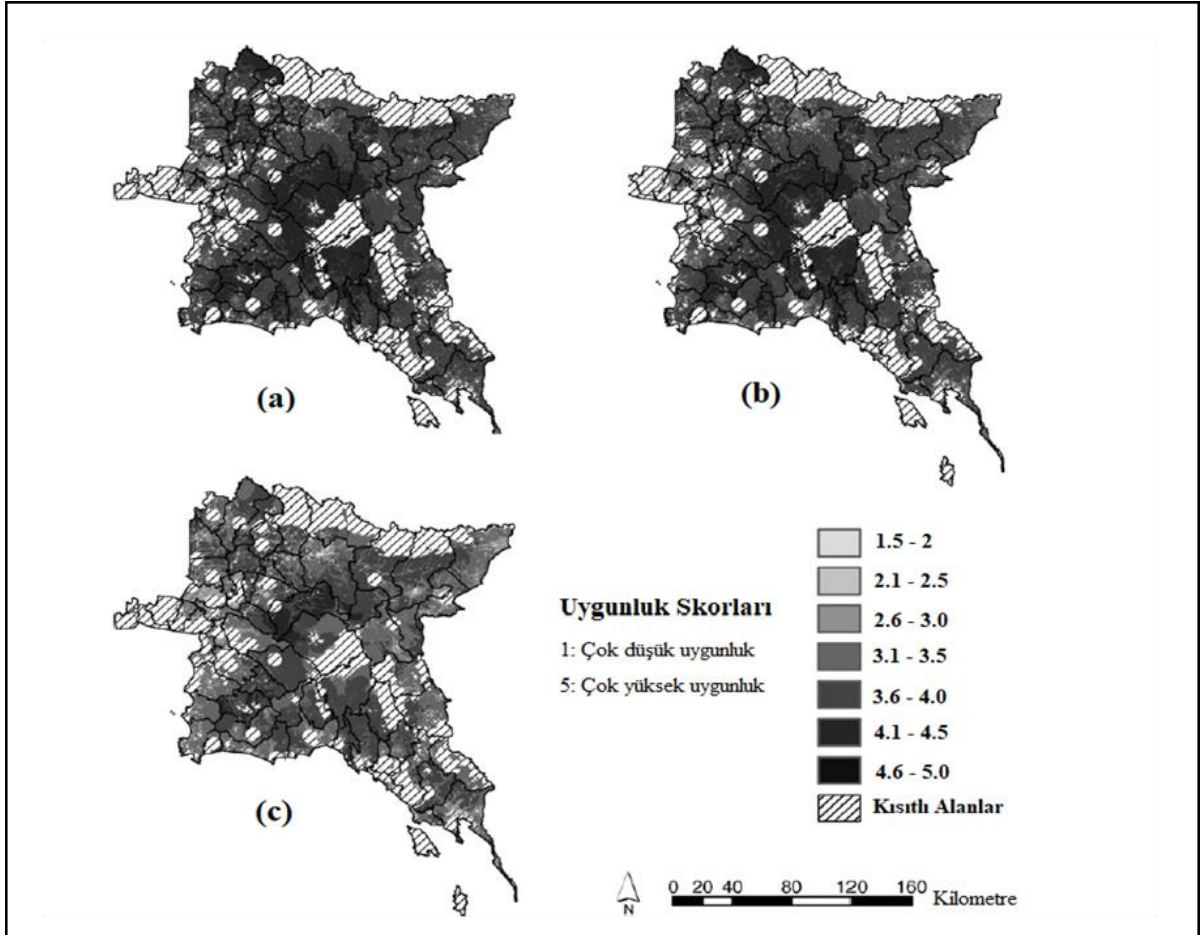 (a)
(b)
(c)
Uygunluk Skorları
1: Çok düşük uygunluk
5: Çok yüksek uygunluk
1.5 - 2
2.1 - 2.5
2.6 - 3.0
3.1 - 3.5
3.6 - 4.0
4.1 - 4.5
4.6 - 5.0
Kısıtlı Alanlar
N
0 20 40 80 120 160
Kilometre